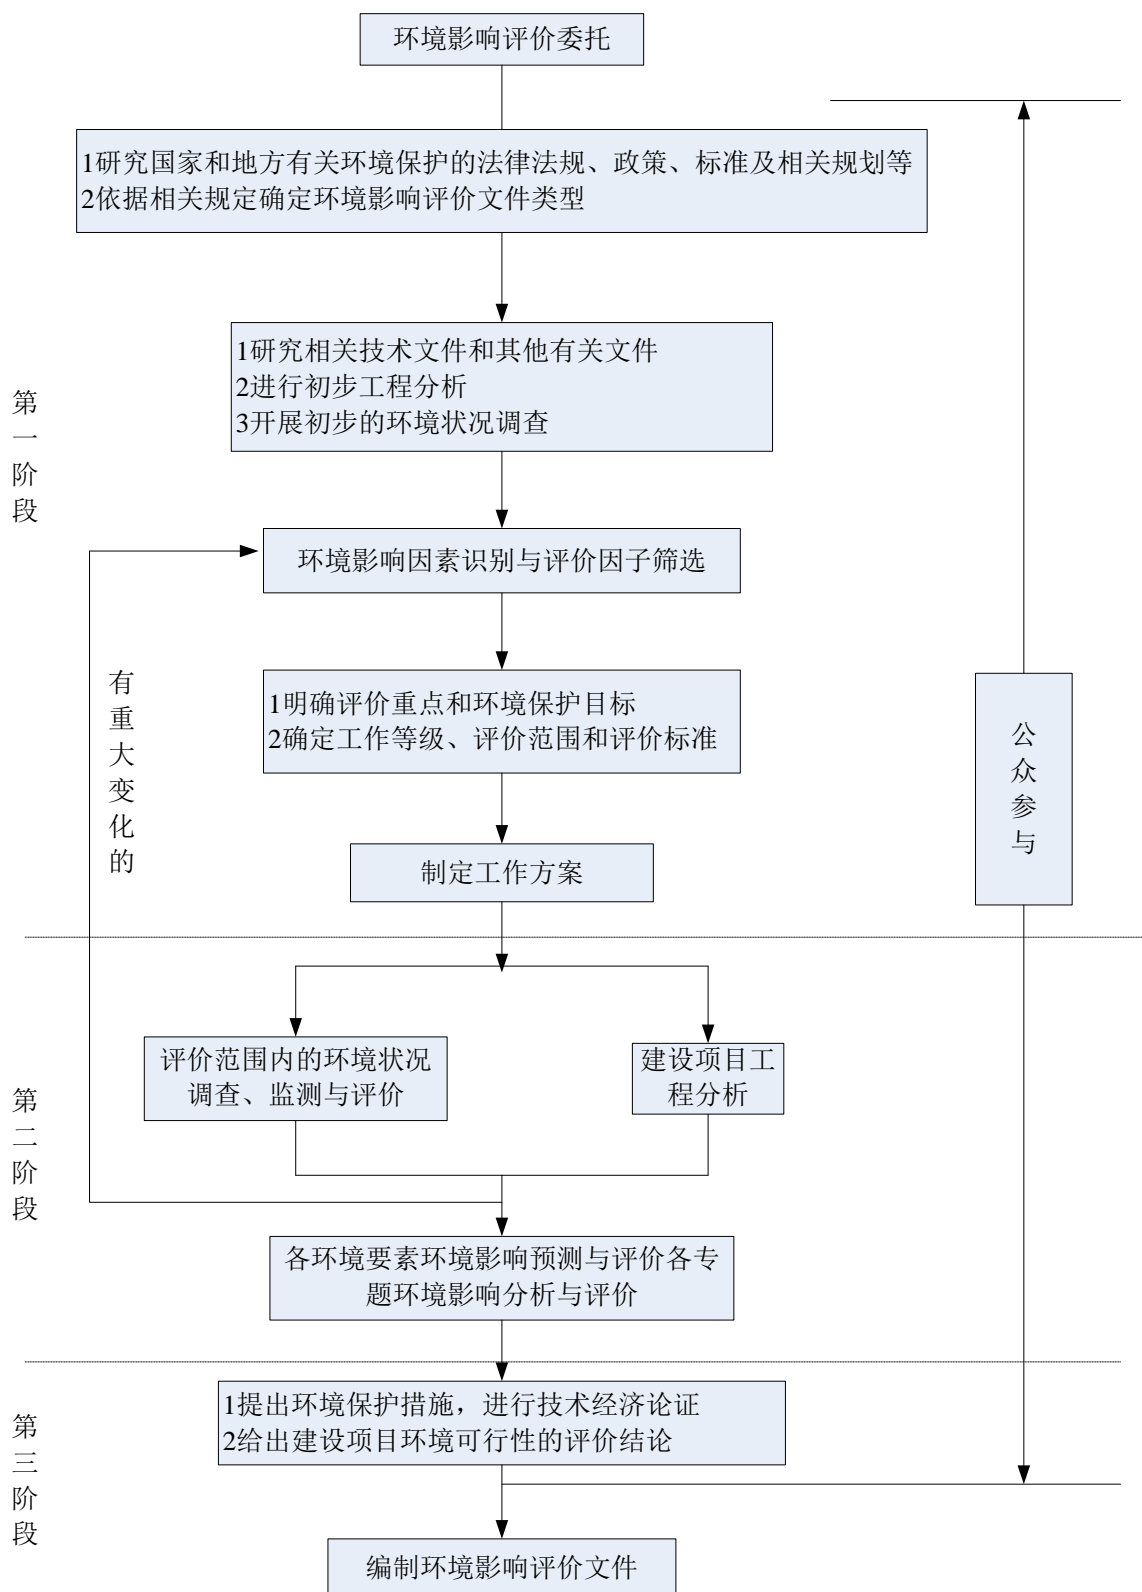 环境影响评价委托
1研究国家和地方有关环境保护的法律法规、政策、标准及相关规划等
2依据相关规定确定环境影响评价文件类型
1研究相关技术文件和其他有关文件
2进行初步工程分析
3开展初步的环境状况调查
第一阶段
环境影响因素识别与评价因子筛选
有重大变化的
1明确评价重点和环境保护目标
2确定工作等级、评价范围和评价标准
公众参与
制定工作方案
评价范围内的环境状况
调查、监测与评价
建设项目工
程分析
第二阶段
各环境要素环境影响预测与评价各专
题环境影响分析与评价
1提出环境保护措施，进行技术经济论证
2给出建设项目环境可行性的评价结论
第三阶段
编制环境影响评价文件